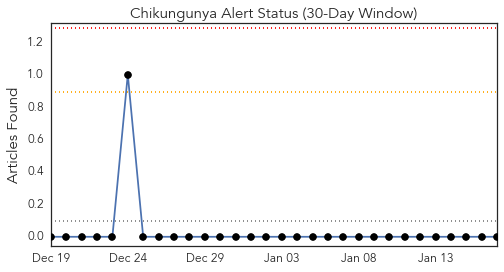 Chikungunya Alert Status (30-Day Window)
Articles Found
1.2
1.0
0.8
0.6
0.4
0.2
0.0
Dec 19 Dec 24 Dec 29 Jan 03 Jan 08 Jan 13